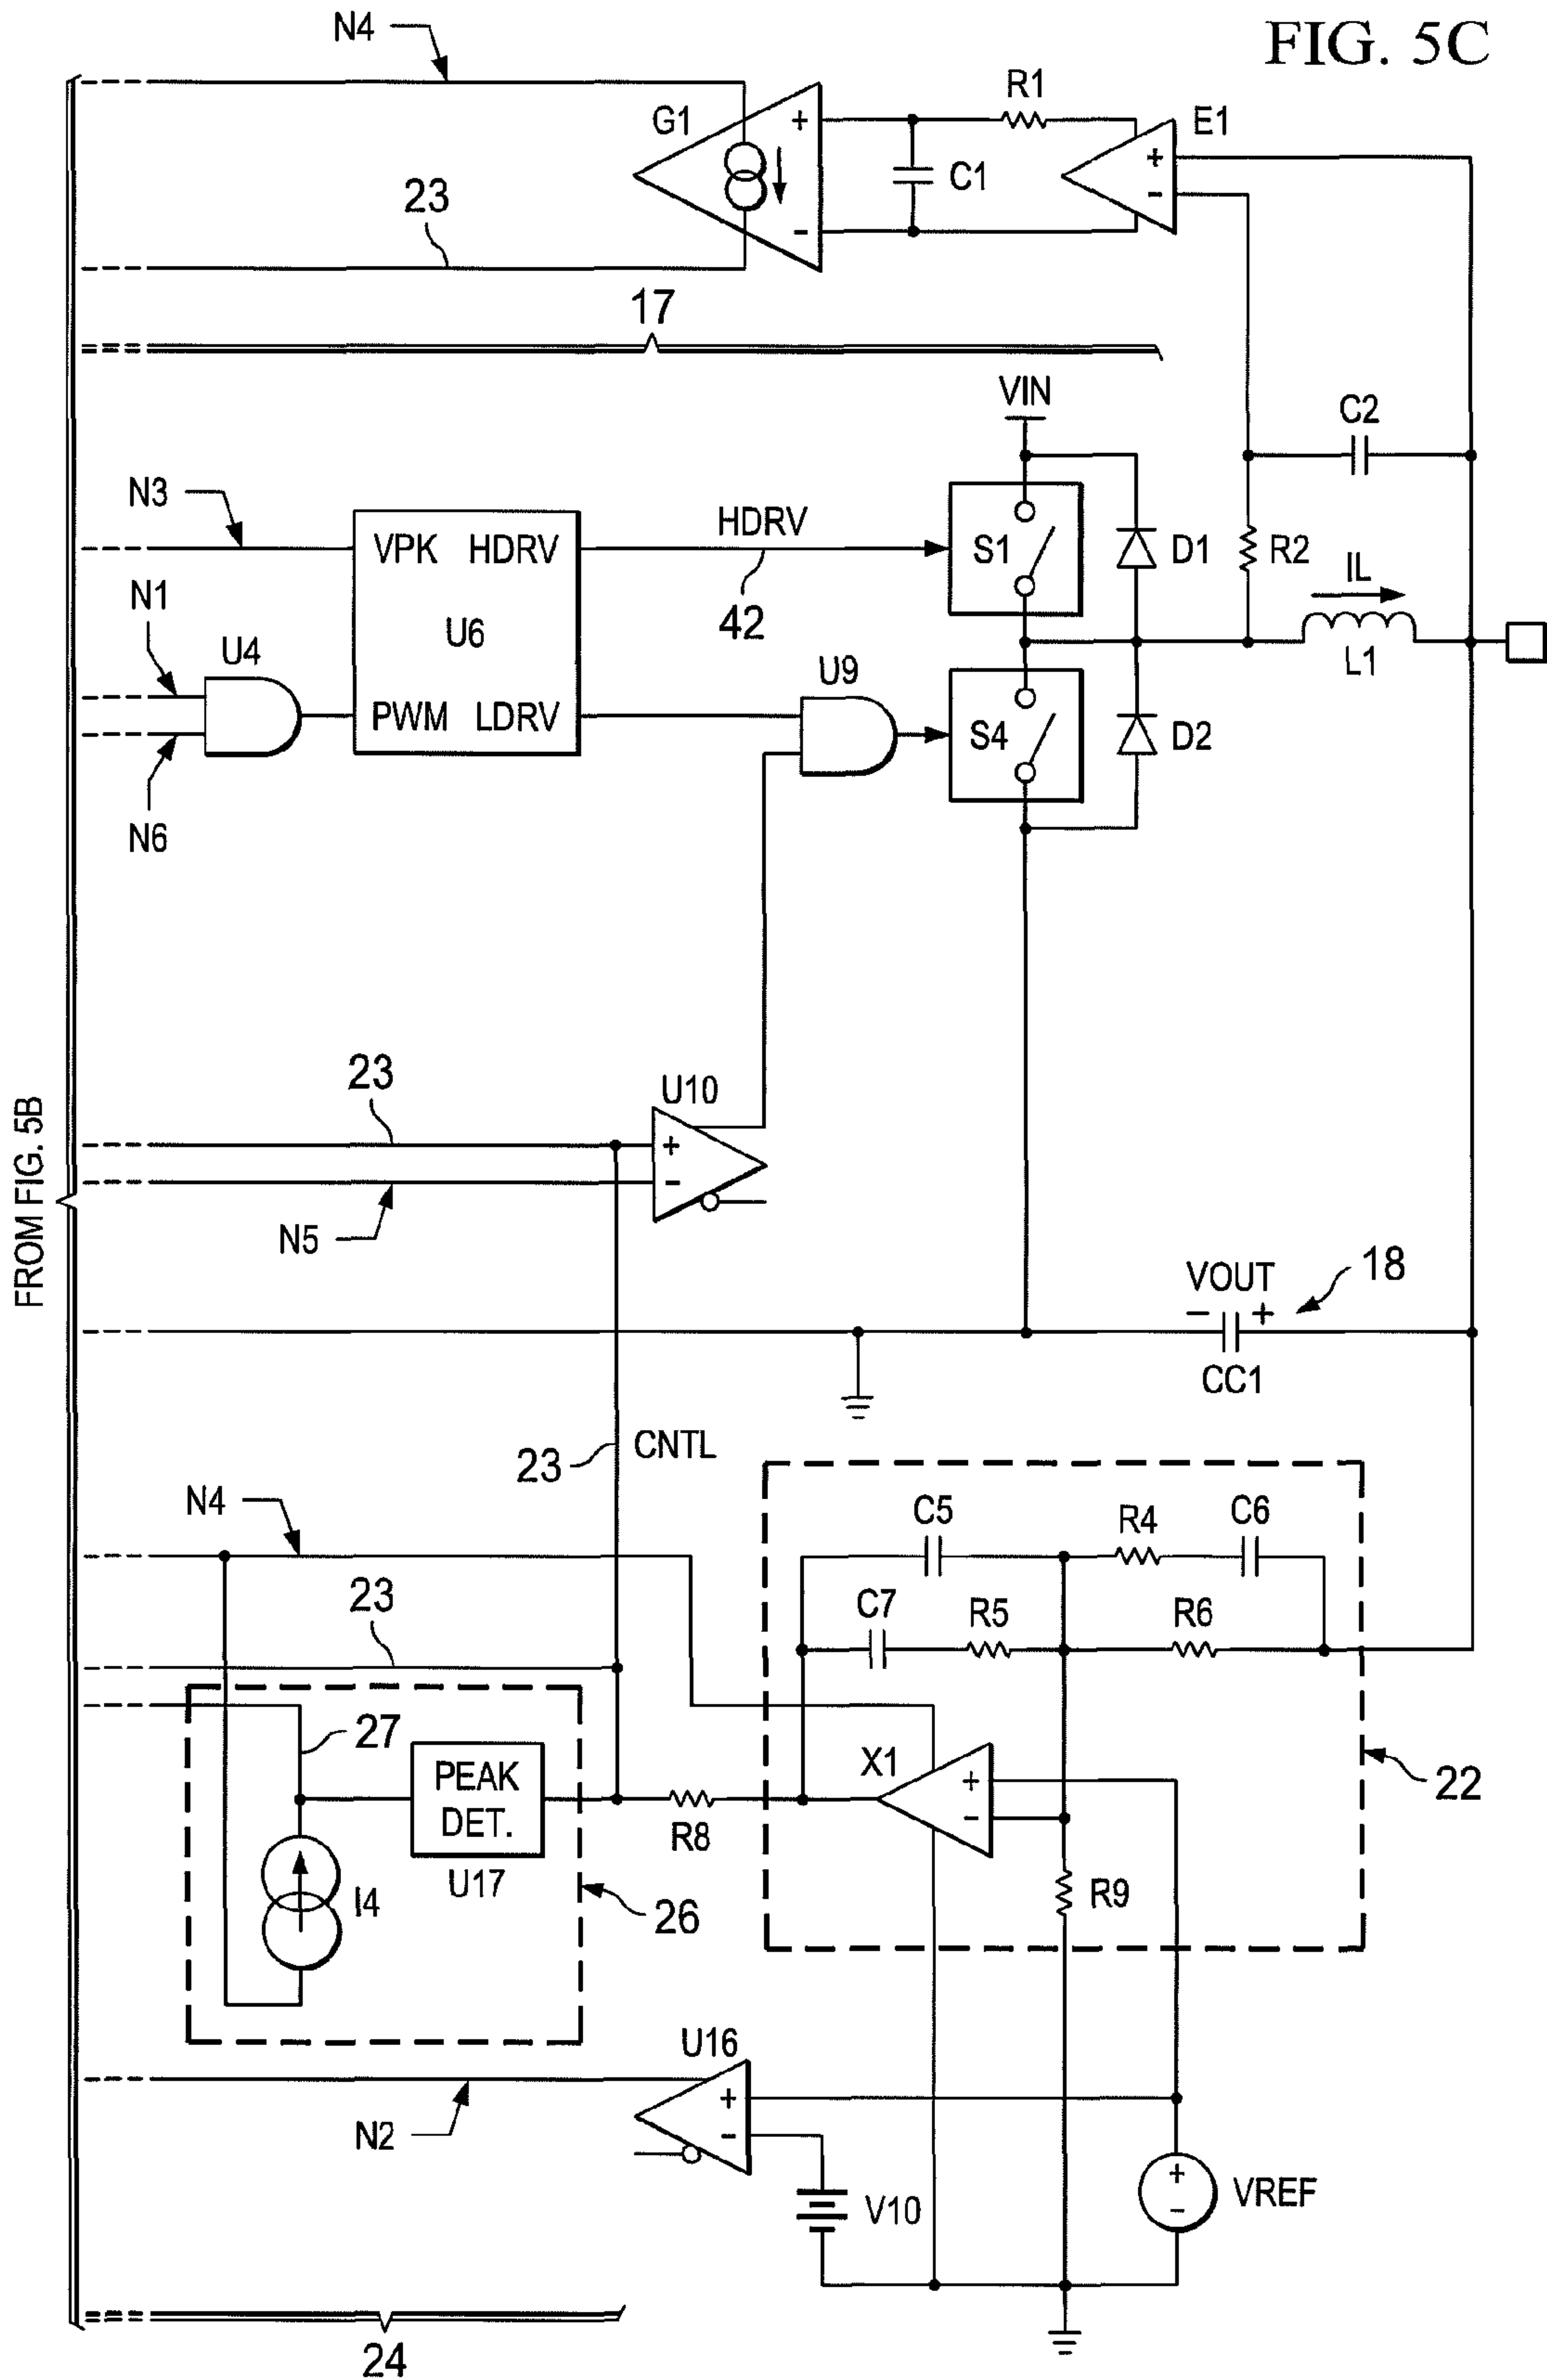 FIG. 5C
N4
G1
+
-
R1
C1
E1
+
-
23
17
VIN
C2
N3
VPK HDRV
U6
PWM LDRV
HDRV
42
S1
D1
R2
IL
L1
N1
U4
N6
U9
S4
D2
FROM FIG. 5B
23
U10
+
-
N5
VOUT
- +
18
CC1
23
CNTL
N4
C5
R4
C6
23
C7
R5
R6
27
PEAK
DET.
U17
I4
26
R8
X1
+
-
22
R9
U16
+
-
N2
V10
+
-
VREF
24